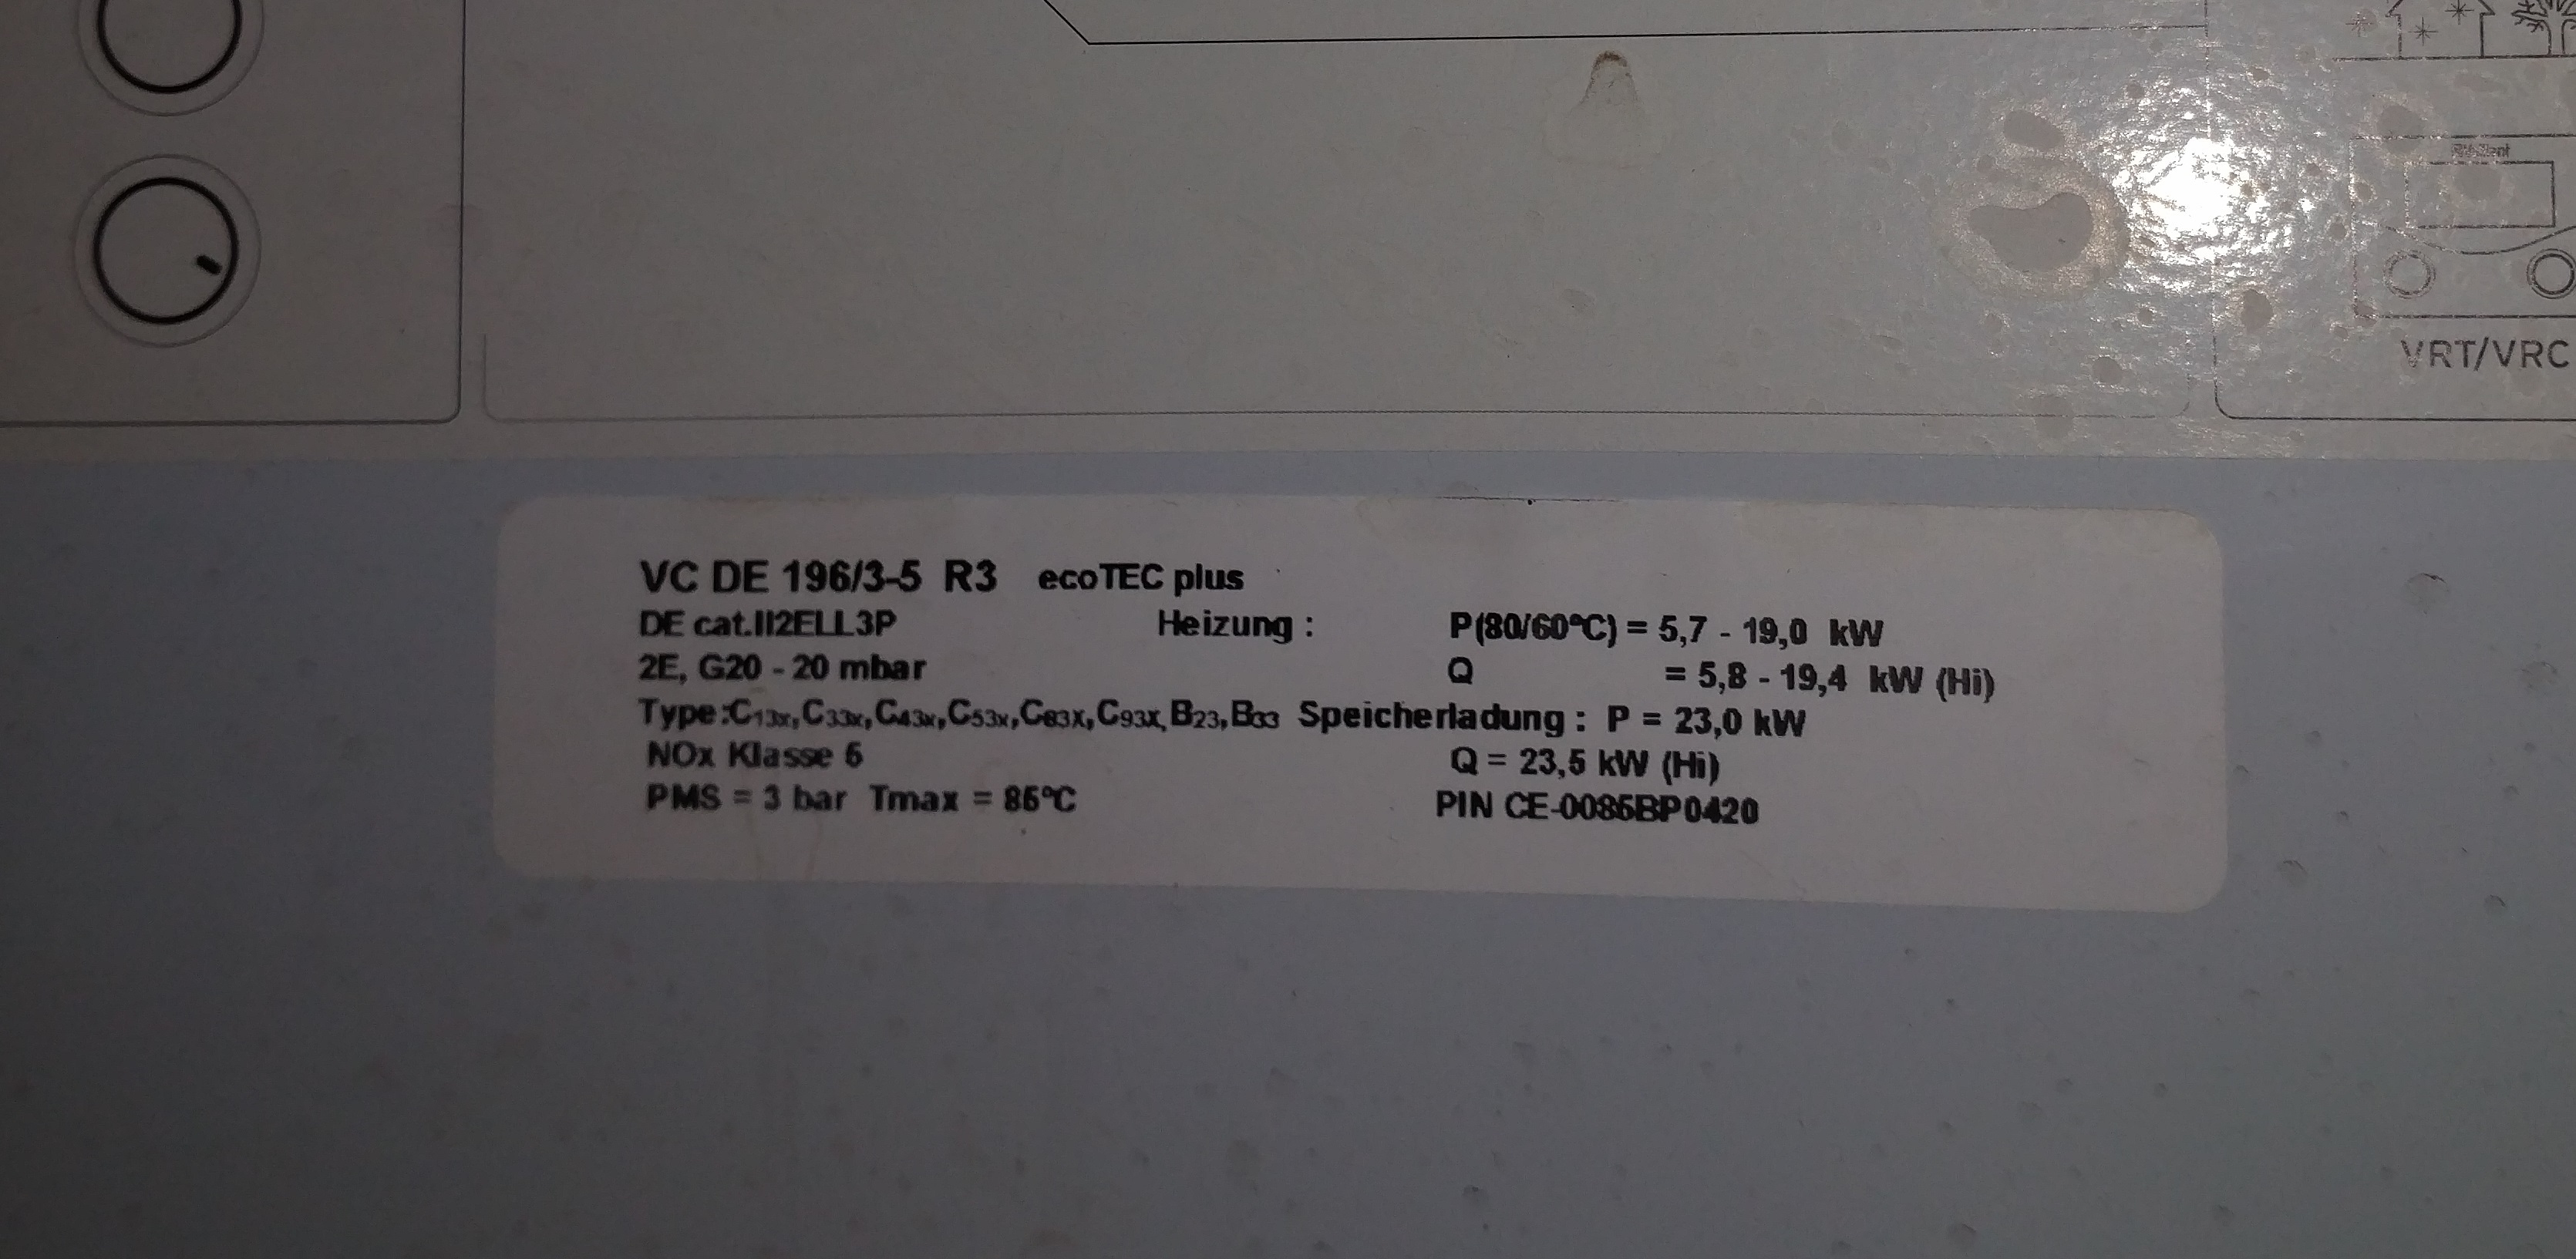 Vaillant
VRT/VRC
VC DE 196/3-5 R3 ecoTEC plus
DE cat.II2ELL3P Heizung : P(80/60°C) = 5,7 - 19,0 kW
2E, G20 - 20 mbar Q = 5,8 - 19,4 kW (Hi)
Type:C13x,C33x,C43x,C53x,C83X,C93X,B23,B33 Speicherladung : P = 23,0 kW
NOx Klasse 5 Q = 23,5 kW (Hi)
PMS = 3 bar Tmax = 85°C PIN CE-0085BP0420